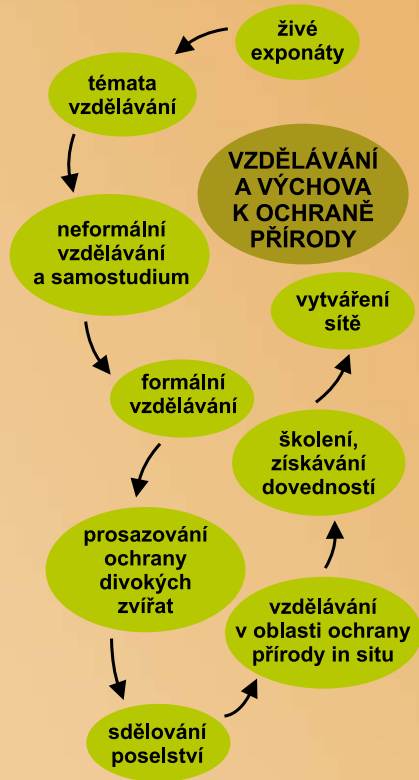 živé
exponáty
témata
vzdělávání
VZDĚLÁVÁNÍ
A VÝCHOVA
K OCHRANĚ
PŘÍRODY
neformální
vzdělávání
a samostudium
formální
vzdělávání
prosazování
ochrany
divokých
zvířat
sdělování
poselství
vzdělávání
v oblasti ochrany
přírody in situ
školení,
získávání
dovedností
vytváření
sítě